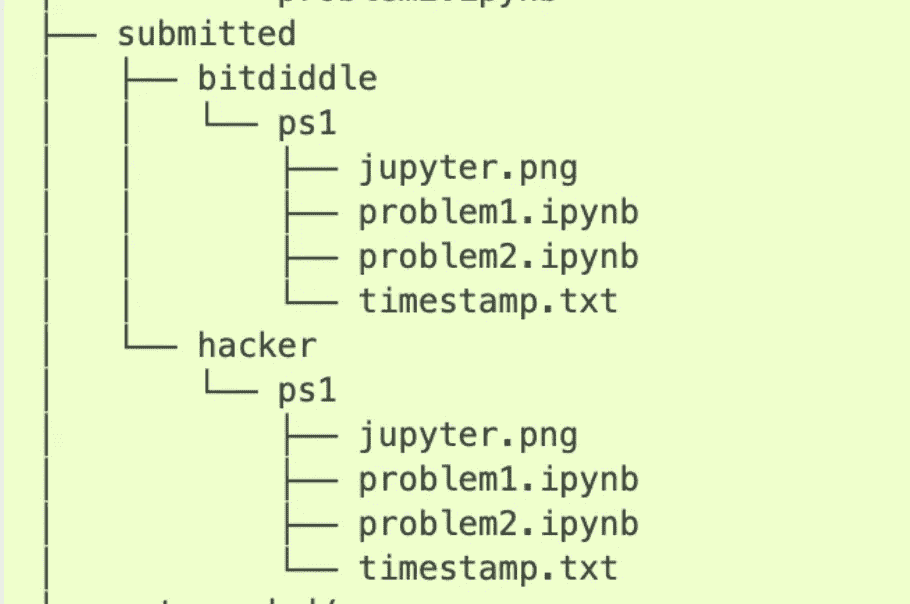 ├── submitted
│   ├── bitdiddle
│   │   └── ps1
│   │       ├── jupyter.png
│   │       ├── problem1.ipynb
│   │       ├── problem2.ipynb
│   │       └── timestamp.txt
│   └── hacker
│       └── ps1
│           ├── jupyter.png
│           ├── problem1.ipynb
│           ├── problem2.ipynb
│           └── timestamp.txt